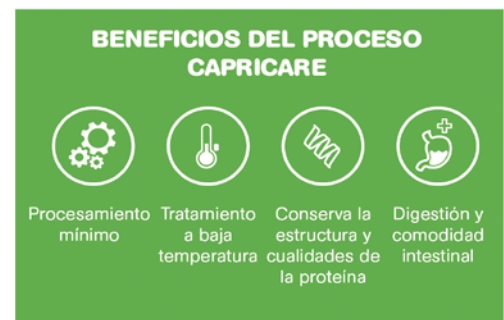 BENEFICIOS DEL PROCESO
CAPRICARE
Procesamiento
mínimo
Tratamiento
a baja
temperatura
Conserva la
estructura y
cualidades de
la proteína
Digestión y
comodidad
intestinal